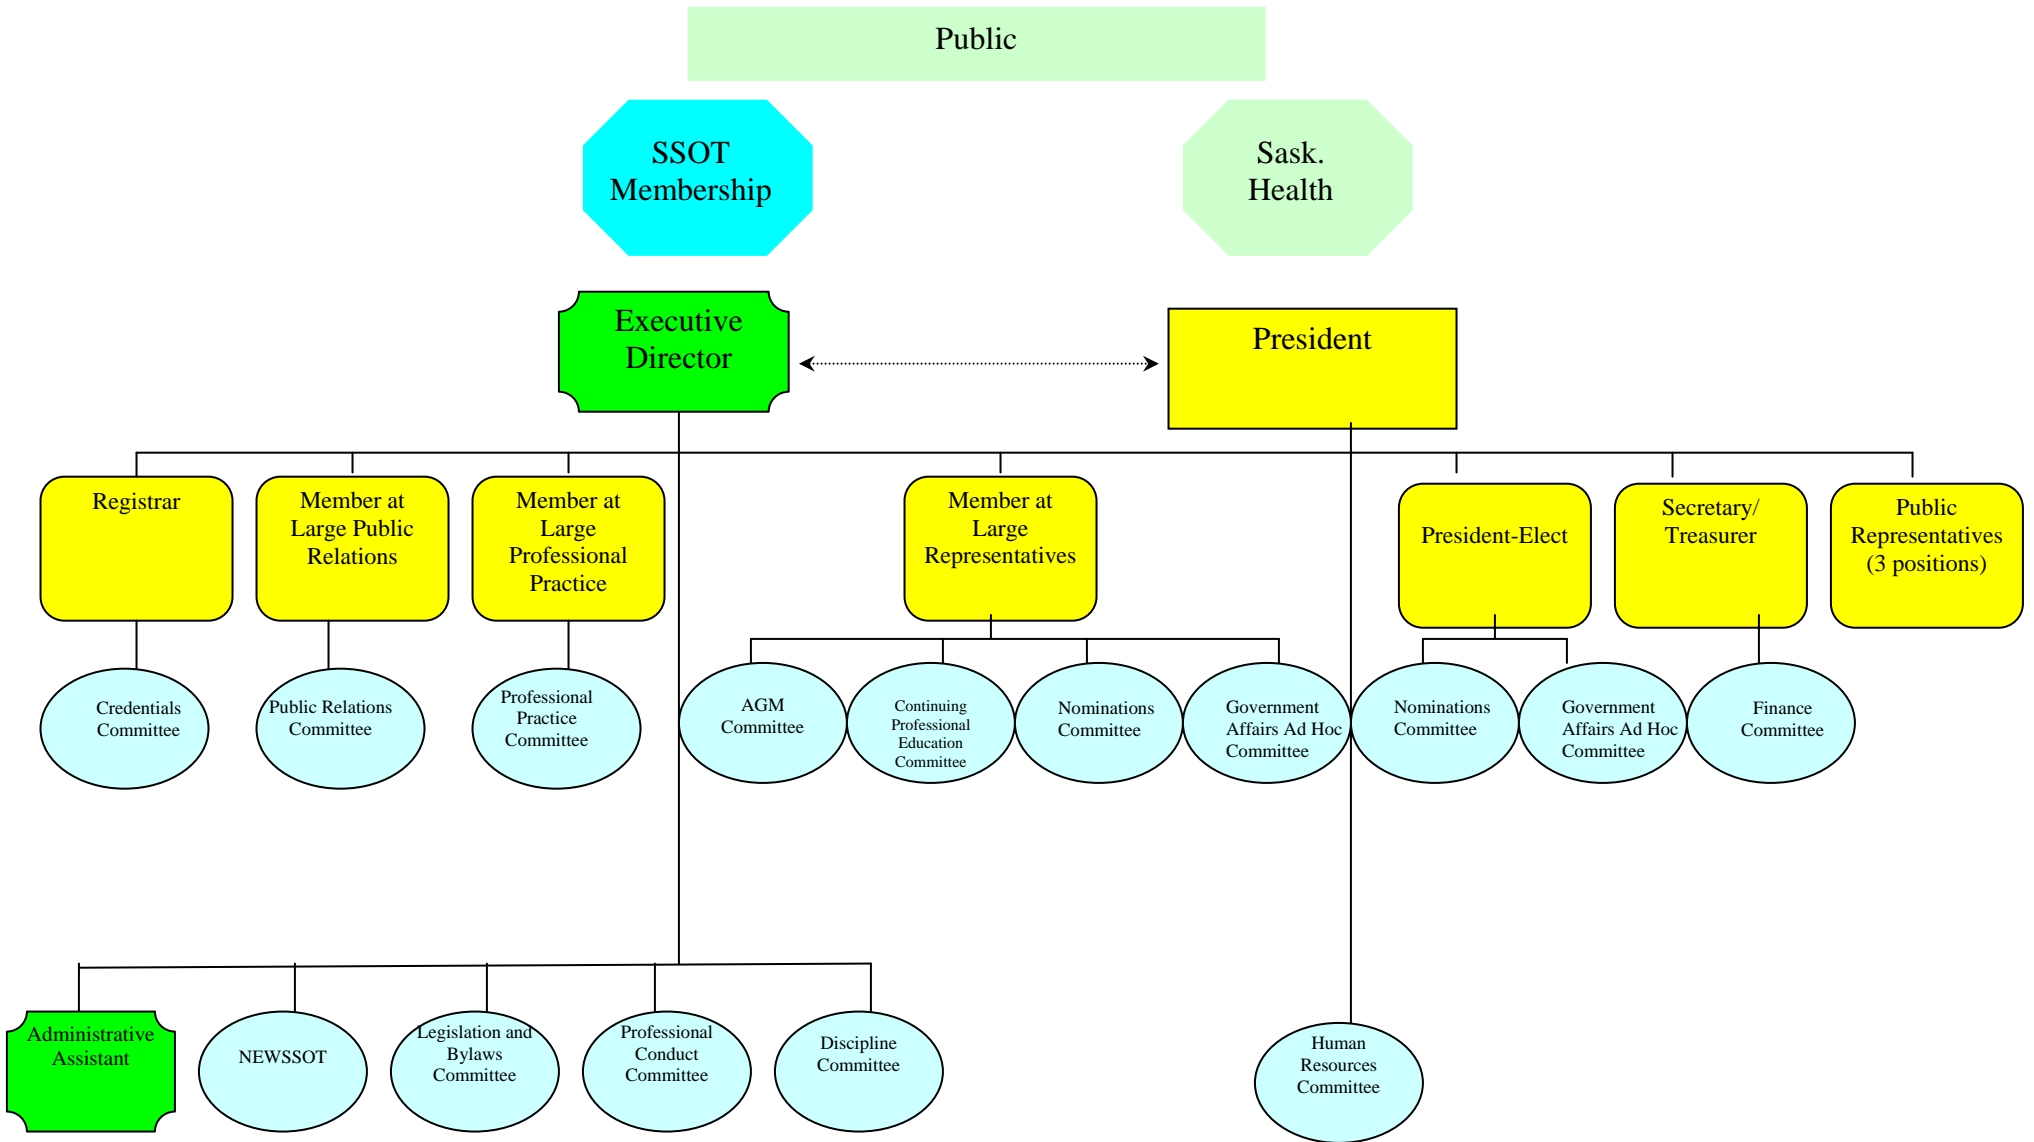 Public
SSOT
Membership
Sask.
Health
Executive
Director
President
Registrar
Member at
Large Public
Relations
Member at
Large
Professional
Practice
Member at
Large
Representatives
President-Elect
Secretary/
Treasurer
Public
Representatives
(3 positions)
Credentials
Committee
Public Relations
Committee
Professional
Practice
Committee
AGM
Committee
Continuing
Professional
Education
Committee
Nominations
Committee
Government
Affairs Ad Hoc
Committee
Nominations
Committee
Government
Affairs Ad Hoc
Committee
Finance
Committee
Administrative
Assistant
NEWSSOT
Legislation and
Bylaws
Committee
Professional
Conduct
Committee
Discipline
Committee
Human
Resources
Committee